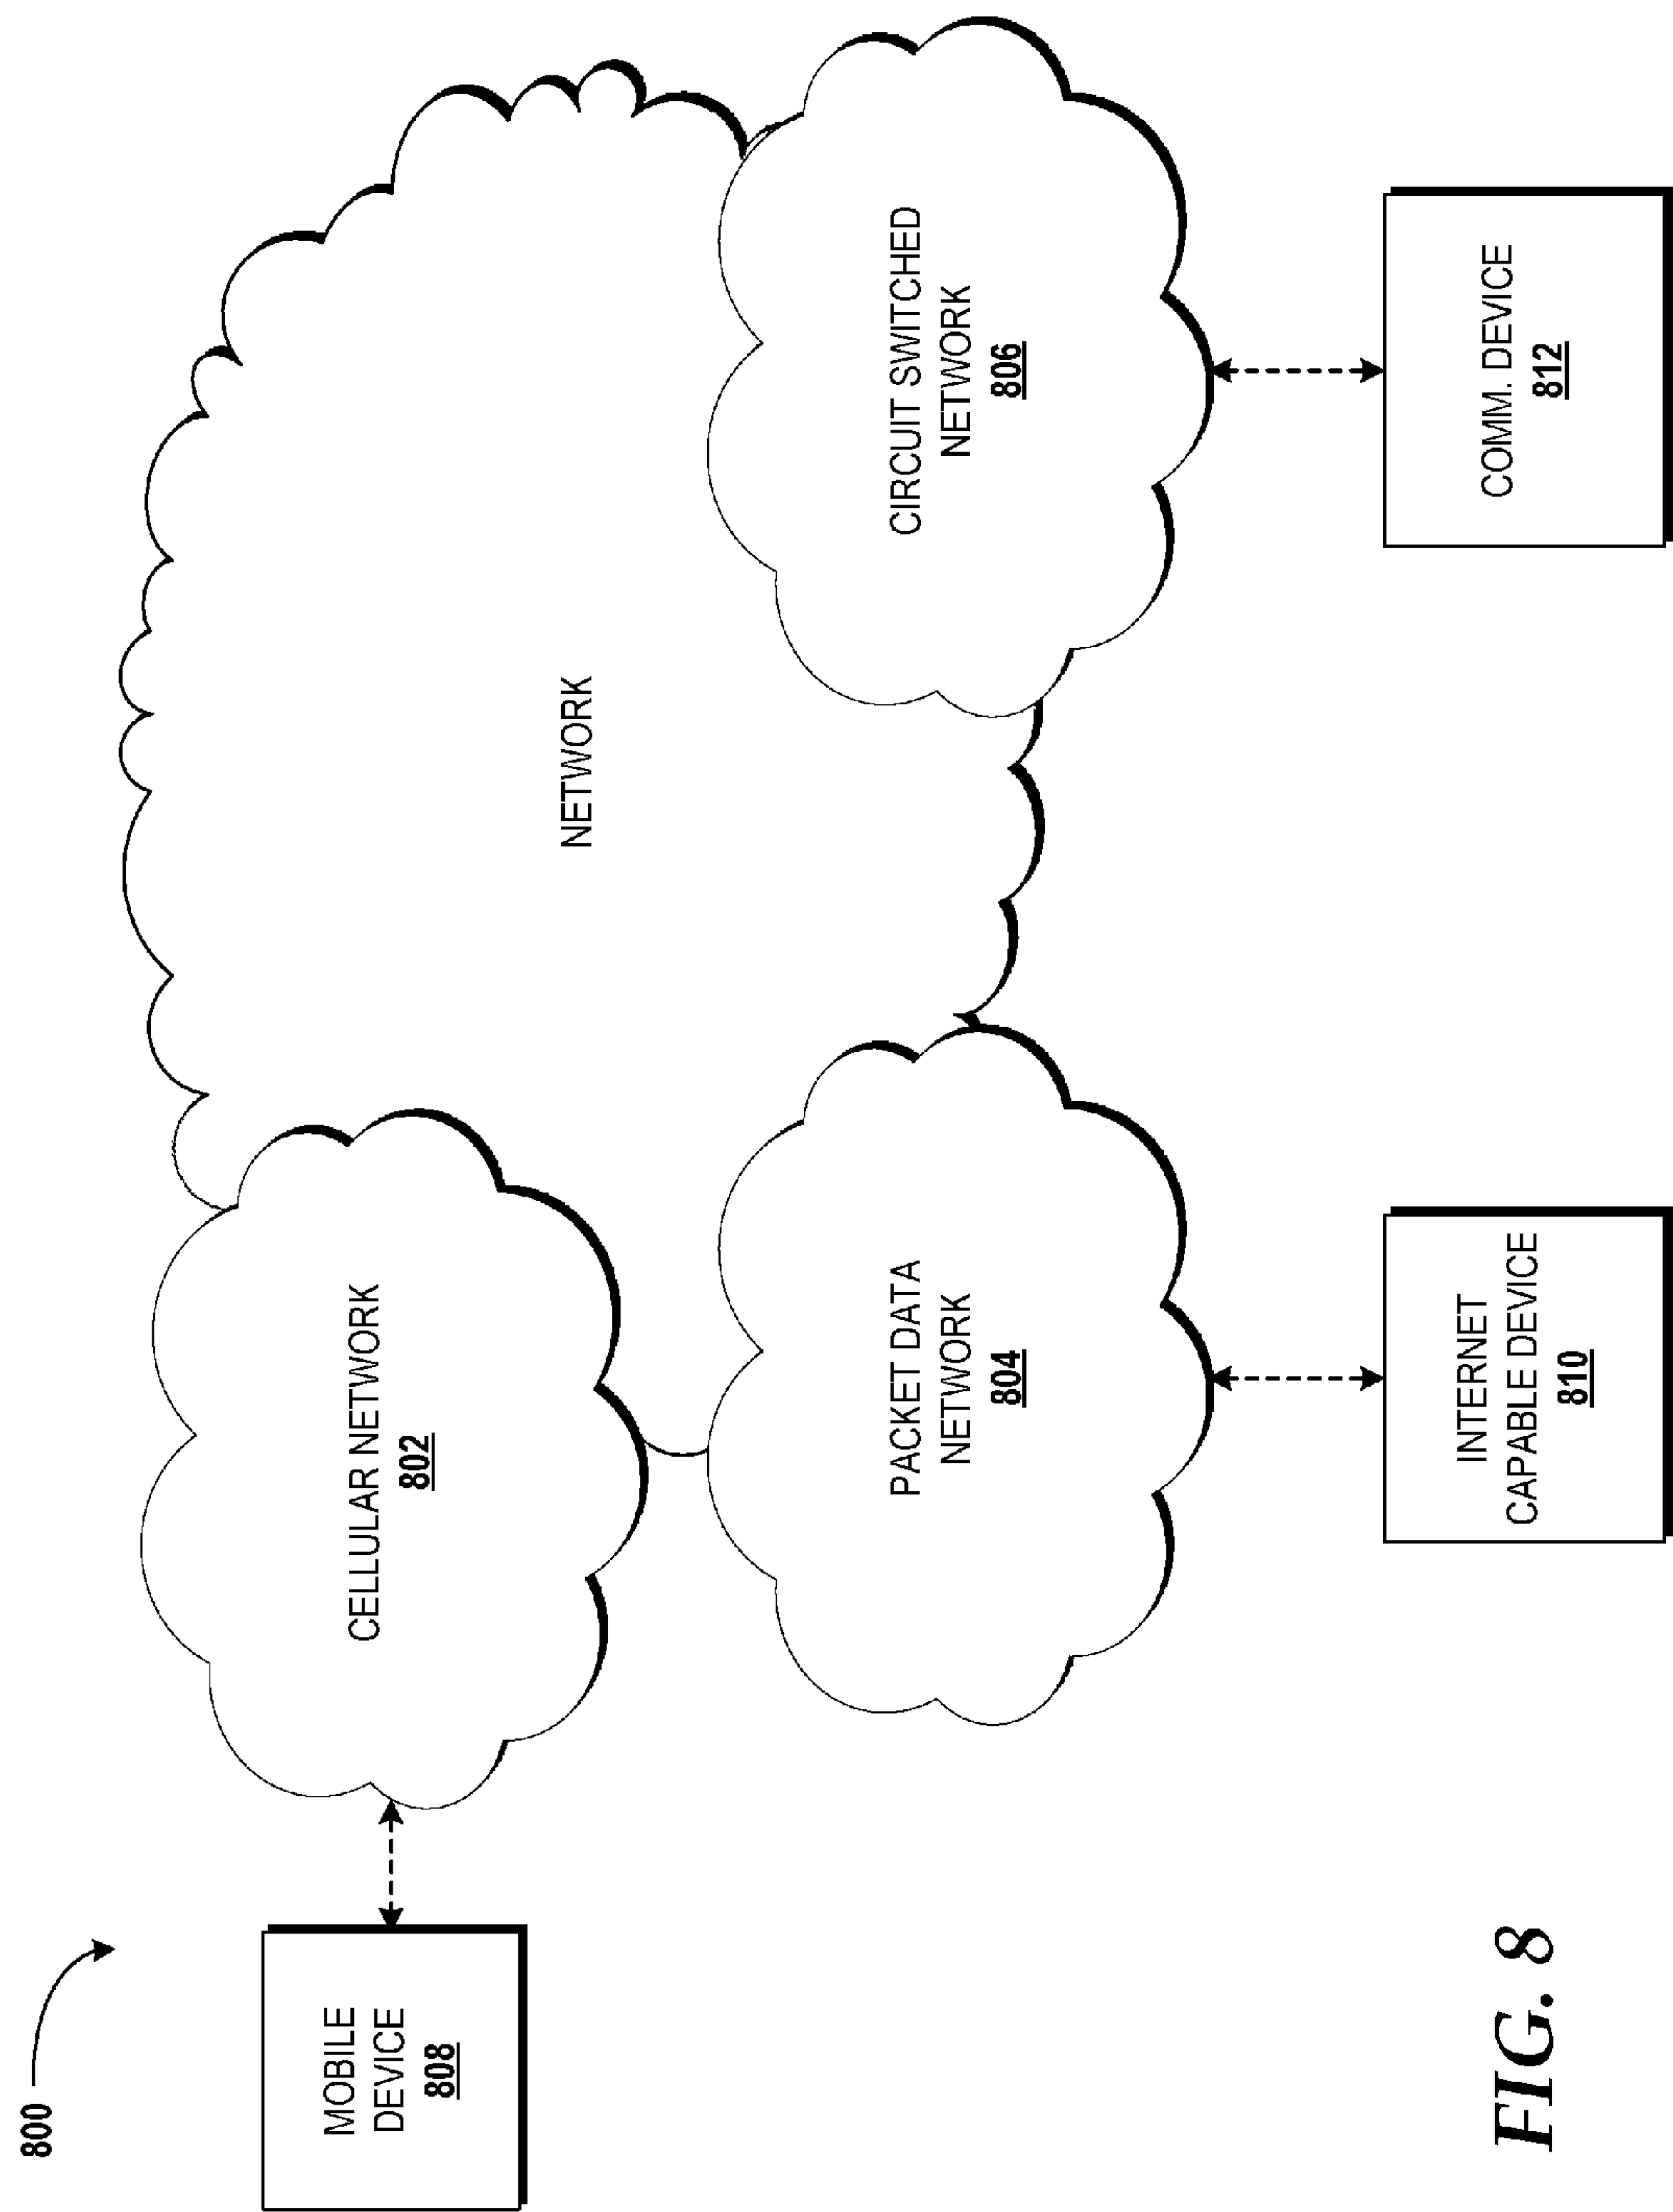 800
MOBILE
DEVICE
808
CELLULAR NETWORK
802
NETWORK
PACKET DATA
NETWORK
804
CIRCUIT SWITCHED
NETWORK
806
INTERNET
CAPABLE DEVICE
810
COMM. DEVICE
812
FIG. 8